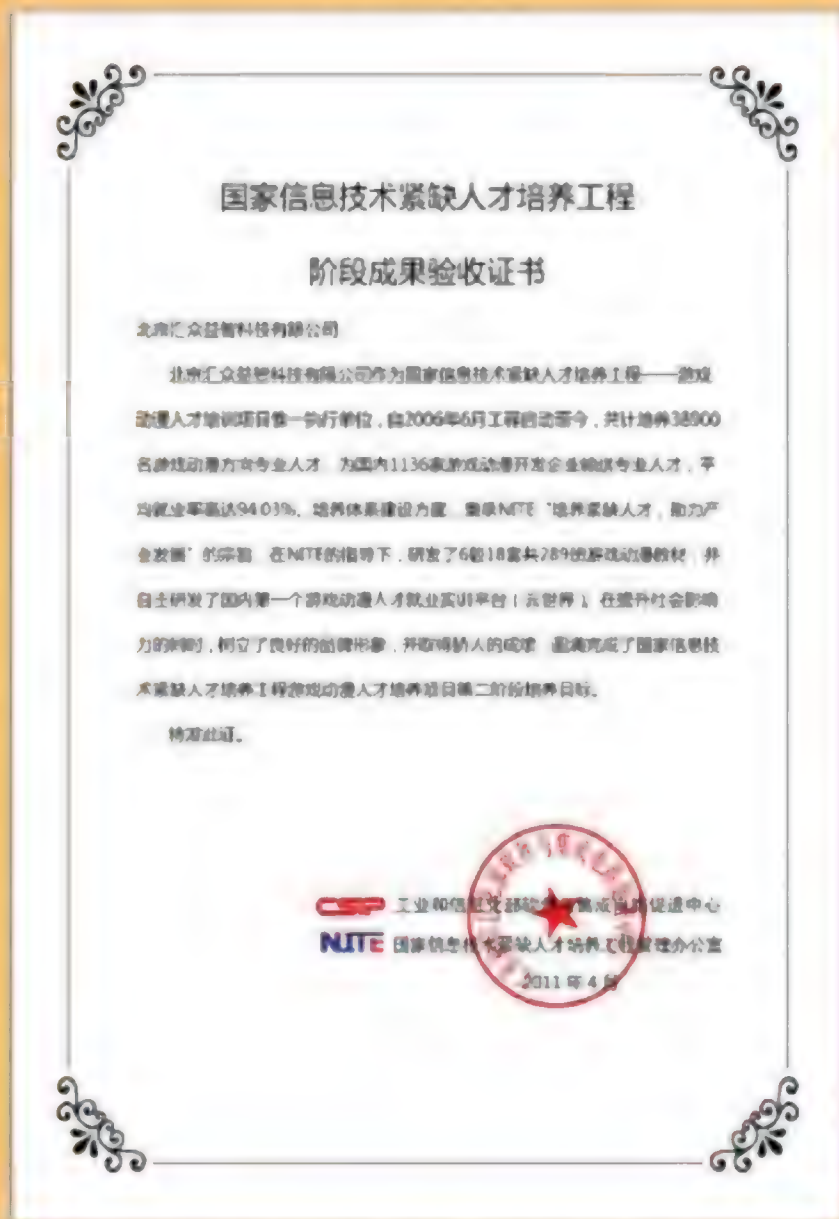 国家信息技术紧缺人才培养工程
阶段成果验收证书
北京汇众益智科技有限公司
北京汇众益智科技有限公司作为国家信息技术紧缺人才培养工程——游戏
动漫人才培训项目惟一执行单位，自2006年6月工程启动至今，共计培养38900
名游戏动漫方向专业人才，为国内1136家游戏动漫开发企业输送专业人才，平
均就业率高达94.03%。培养体系建设方面，秉承NITE“培养紧缺人才，助力产
业发展”的宗旨，在NITE的指导下，研发了6套18套共289册游戏动漫教材，并
自主研发了国内第一个游戏动漫人才就业实训平台（云世界）。在提升社会影响
力的同时，树立了良好的品牌形象，并取得骄人的成绩，圆满完成了国家信息技
术紧缺人才培养工程游戏动漫人才培养项目第二阶段培养目标。
特发此证。
CSIP 工业和信息化部软件与集成电路促进中心
NITE 国家信息技术紧缺人才培养工程管理办公室
2011年4月